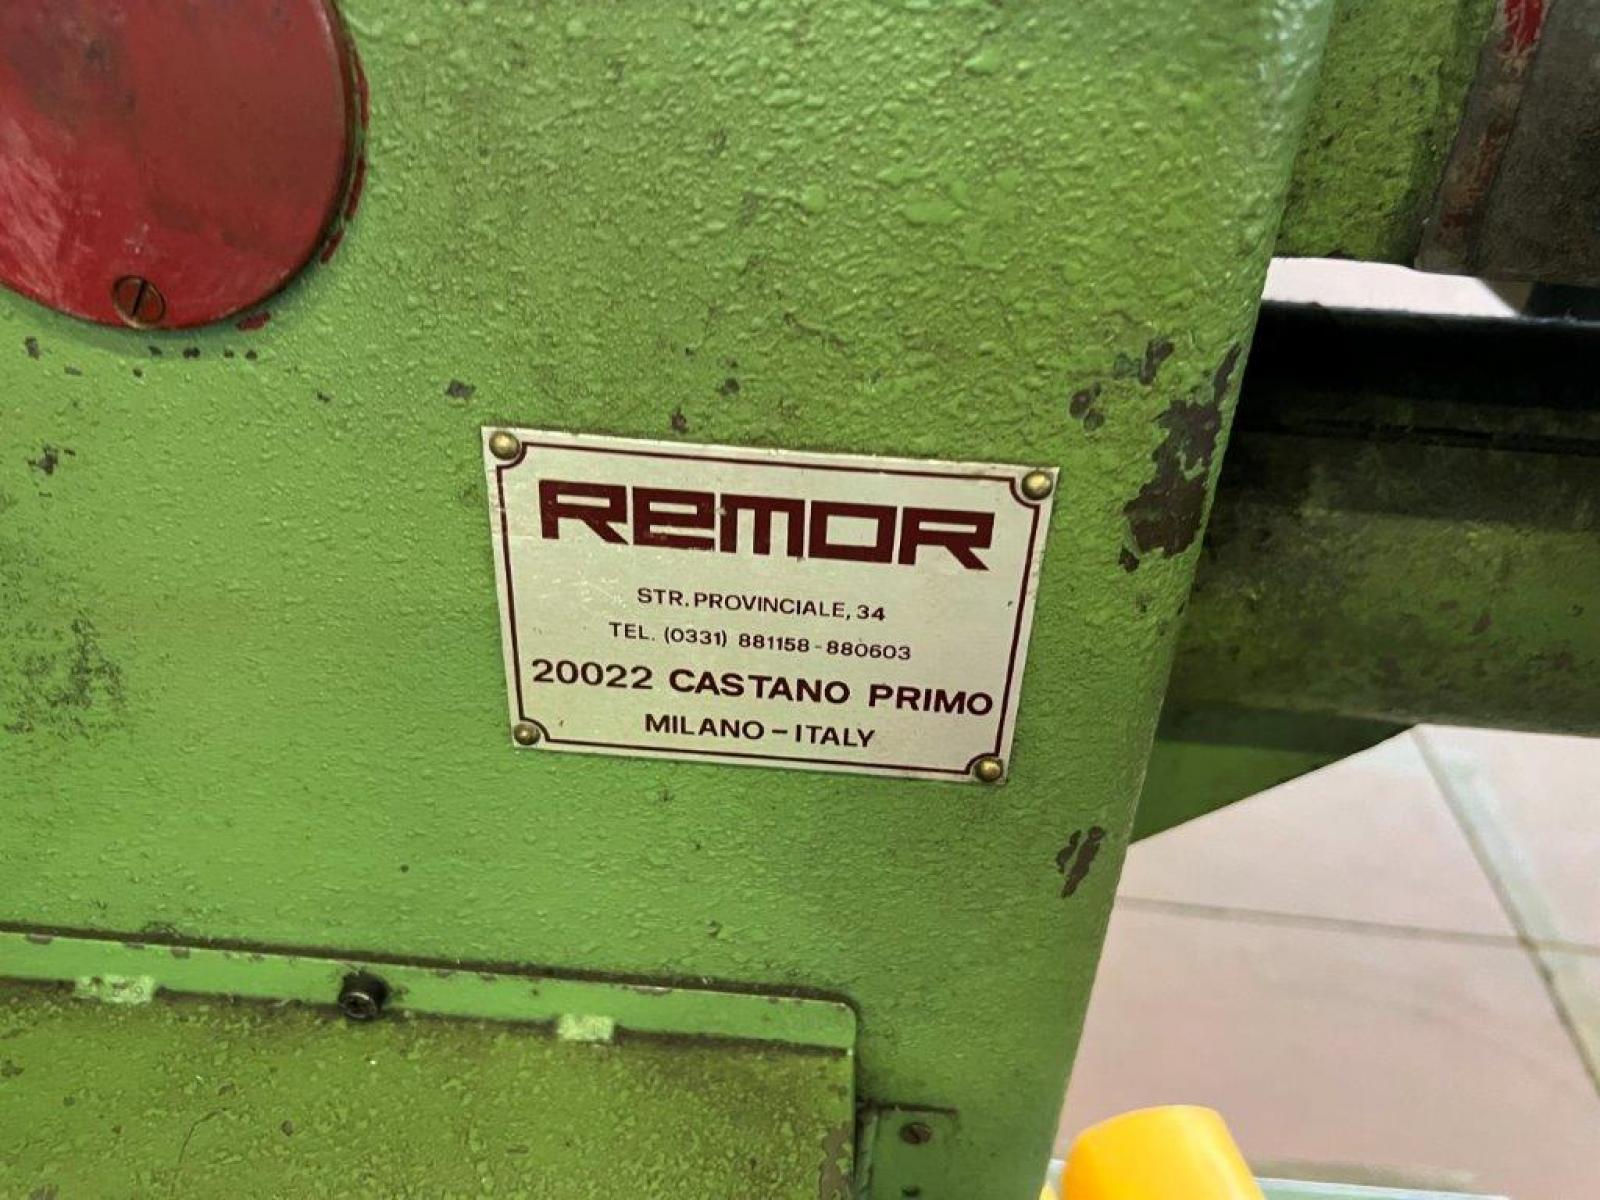 REMOR
STR. PROVINCIALE, 34
TEL. (0331) 881158-880603
20022 CASTANO PRIMO
MILANO-ITALY